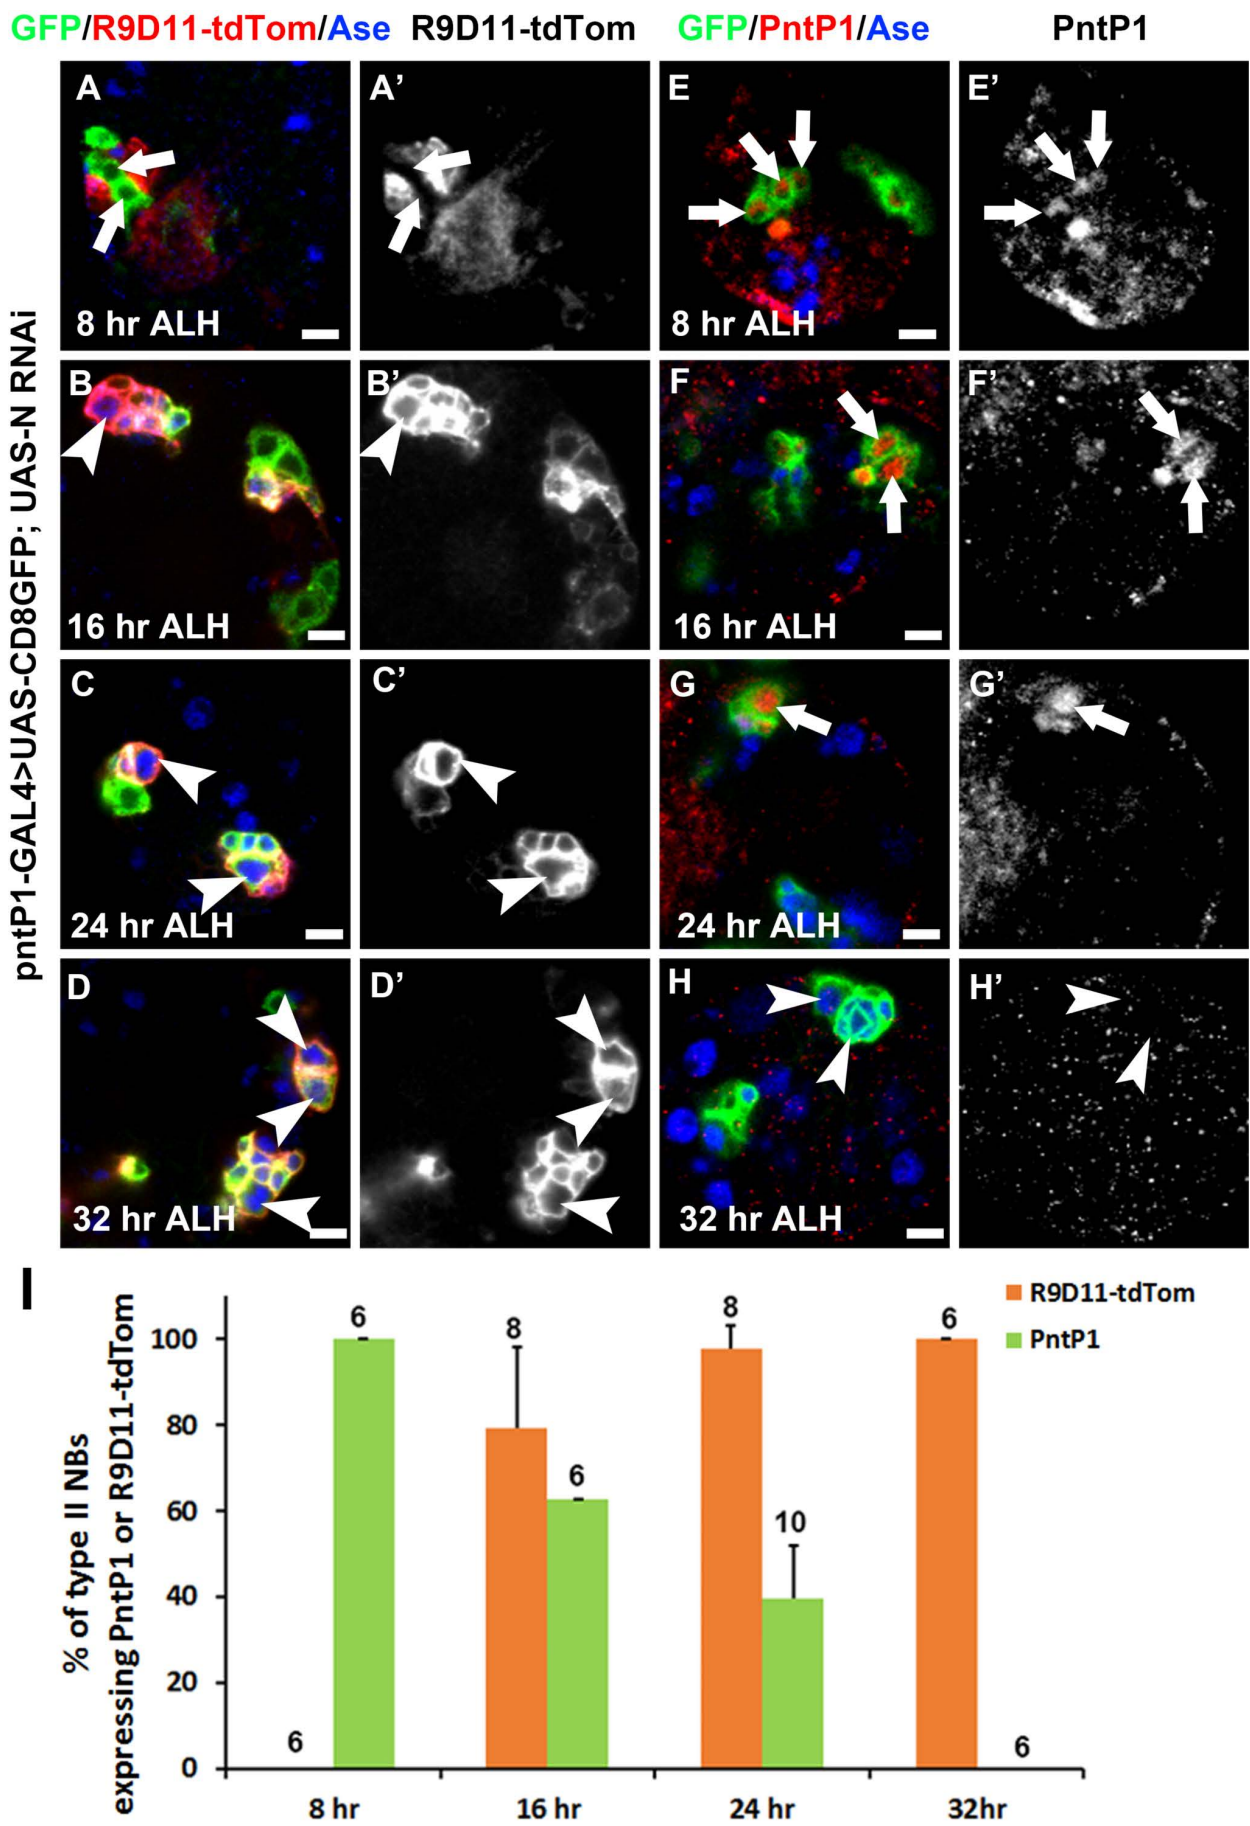 GFP/R9D11-tdTom/Ase R9D11-tdTom GFP/PntP1/Ase PntP1
pntP1-GAL4>UAS-CD8GFP; UAS-N RNAi
A A’ E E’
8 hr ALH 8 hr ALH
B B’ F F’
16 hr ALH 16 hr ALH
C C’ G G’
24 hr ALH 24 hr ALH
D D’ H H’
32 hr ALH 32 hr ALH
I
R9D11-tdTom
PntP1
% of type II NBs
expressing PntP1 or R9D11-tdTom
100
80
60
40
20
0
6
6
8
6
8
10
6
6
8 hr 16 hr 24 hr 32hr